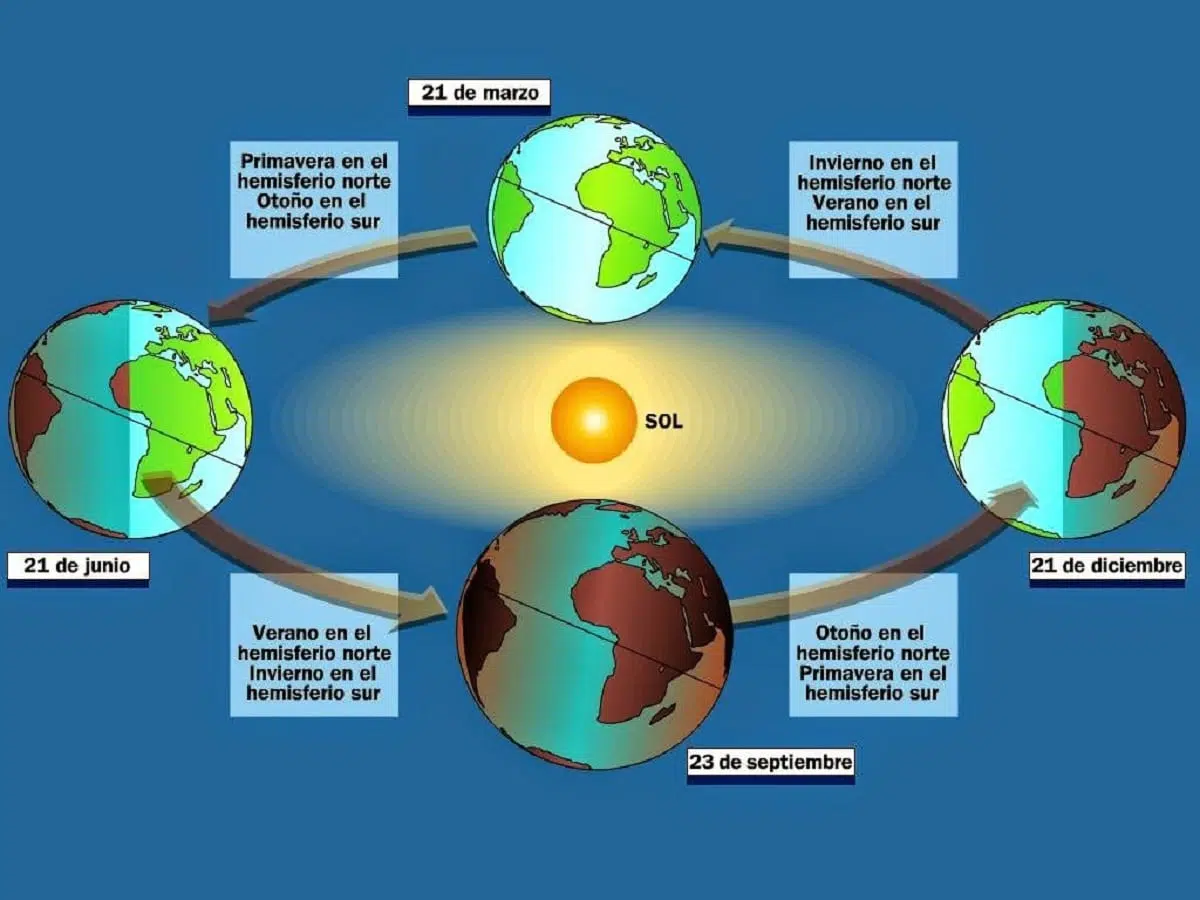 21 de marzo
Primavera en el
hemisferio norte
Otoño en el
hemisferio sur
Invierno en el
hemisferio norte
Verano en el
hemisferio sur
SOL
21 de junio
21 de diciembre
Verano en el
hemisferio norte
Invierno en el
hemisferio sur
Otoño en el
hemisferio norte
Primavera en el
hemisferio sur
23 de septiembre